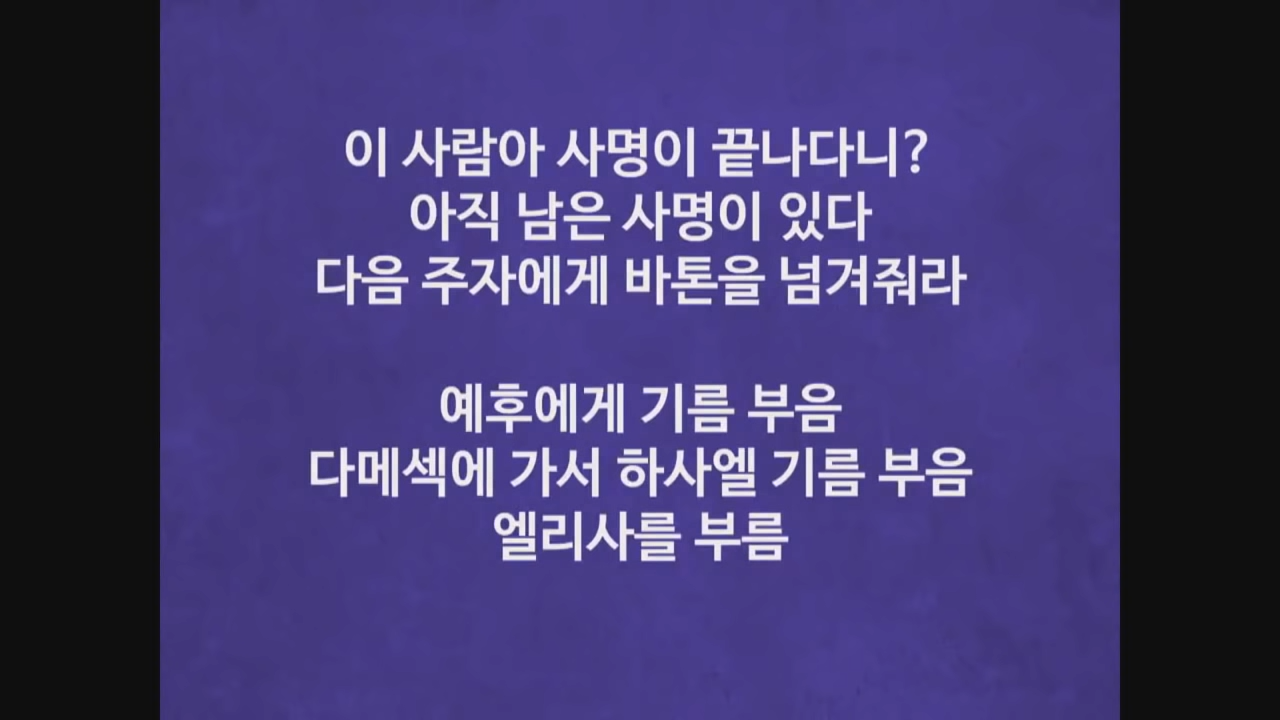 이 사람아 사명이 끝나다니?
아직 남은 사명이 있다
다음 주자에게 바톤을 넘겨줘라
예후에게 기름 부음
다메섹에 가서 하사엘 기름 부음
엘리사를 부름